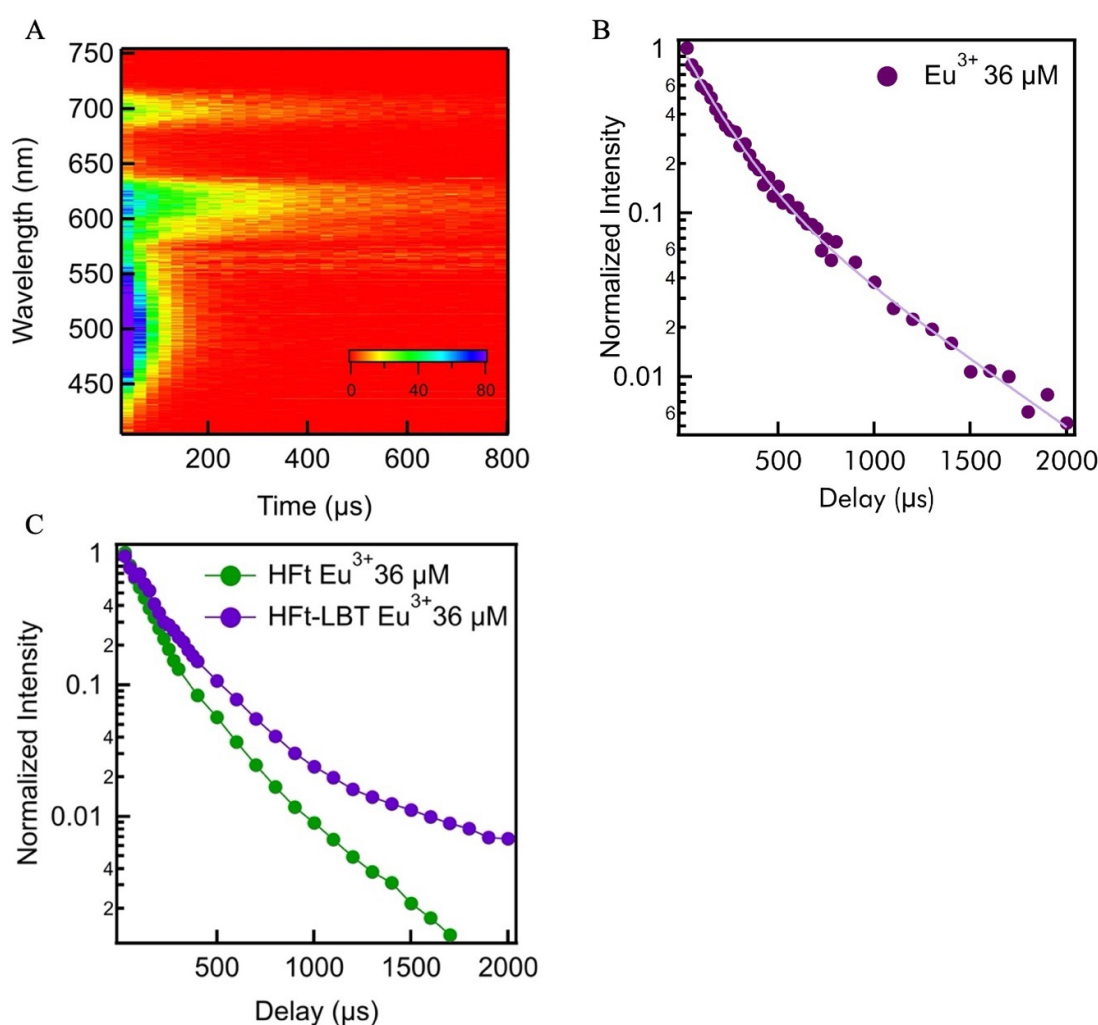 A
750
700
650
600
550
500
450
Wavelength (nm)
0 40 80
200 400 600 800
Time (µs)
B
1
6
4
2
0.1
6
4
2
0.01
6
Normalized Intensity
Eu³⁺ 36 µM
500 1000 1500 2000
Delay (µs)
C
1
4
2
0.1
4
2
0.01
4
2
Normalized Intensity
HFt Eu³⁺ 36 µM
HFt-LBT Eu³⁺ 36 µM
500 1000 1500 2000
Delay (µs)